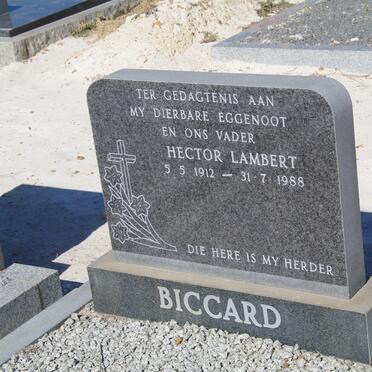 TER GEDAGTENIS AAN
MY DIERBARE EGGENOOT
EN ONS VADER
HECTOR LAMBERT
5·5·1912 — 31·7·1988
DIE HERE IS MY HERDER
BICCARD